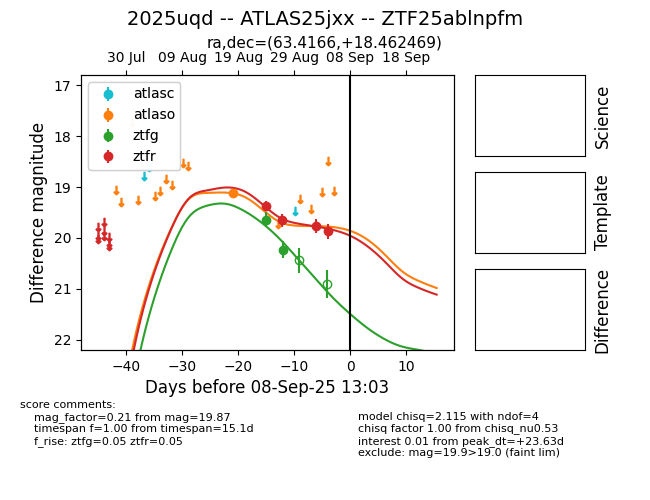 2025uqd -- ATLAS25jxx -- ZTF25ablnpfm
ra,dec=(63.4166,+18.462469)
30 Jul 09 Aug 19 Aug 29 Aug 08 Sep 18 Sep
17
18
19
20
21
22
Difference magnitude
atlasc
atlaso
ztfg
ztfr
−40 −30 −20 −10 0 10
Days before 08-Sep-25 13:03
Science
Template
Difference
score comments:
mag_factor=0.21 from mag=19.87
timespan f=1.00 from timespan=15.1d
f_rise: ztfg=0.05 ztfr=0.05
model chisq=2.115 with ndof=4
chisq factor 1.00 from chisq_nu0.53
interest 0.01 from peak_dt=+23.63d
exclude: mag=19.9>19.0 (faint lim)